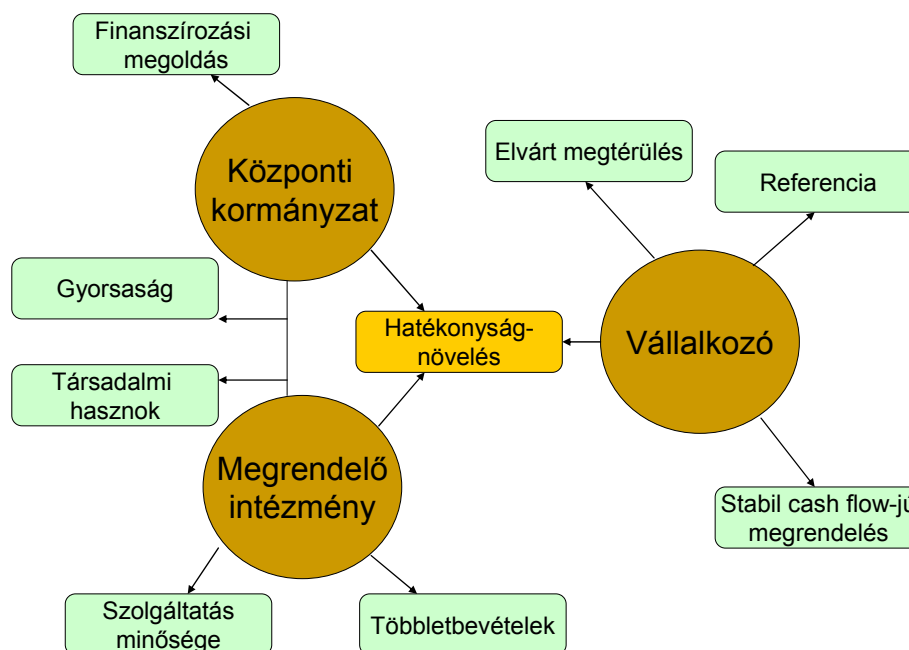 Finanszírozási
megoldás
Központi
kormányzat
Elvárt megtérülés
Referencia
Gyorsaság
Hatékonyság-
növelés
Vállalkozó
Társadalmi
hasznok
Megrendelő
intézmény
Stabil cash flow-jú
megrendelés
Szolgáltatás
minősége
Többletbevételek